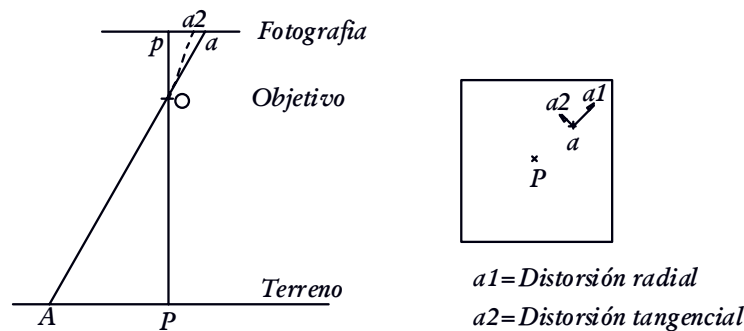 a2
p
a
Fotografia
O
Objetivo
A
P
Terreno
a2
a1
a
P
a1=Distorsión radial
a2=Distorsión tangencial